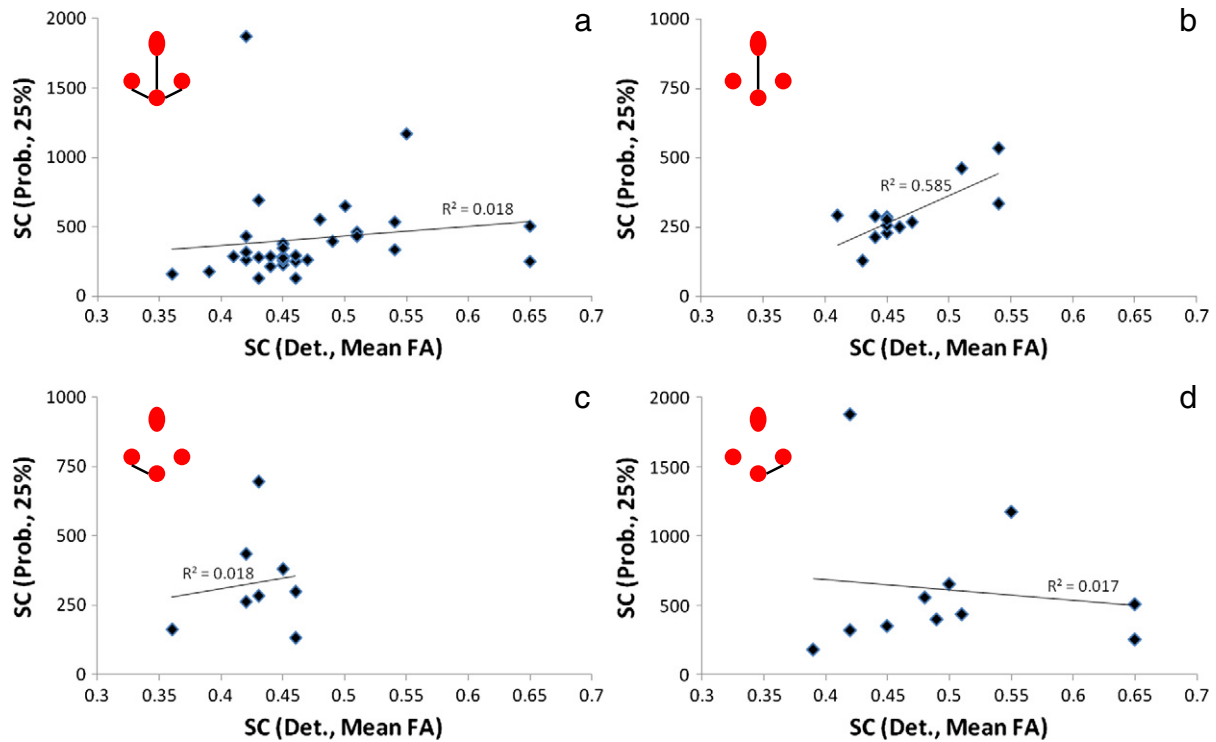 a
2000
1500
1000
500
0
SC (Prob., 25%)
R² = 0.018
0.3 0.35 0.4 0.45 0.5 0.55 0.6 0.65 0.7
SC (Det., Mean FA)
b
1000
750
500
250
0
SC (Prob., 25%)
R² = 0.585
0.3 0.35 0.4 0.45 0.5 0.55 0.6 0.65 0.7
SC (Det., Mean FA)
c
1000
750
500
250
0
SC (Prob., 25%)
R² = 0.018
0.3 0.35 0.4 0.45 0.5 0.55 0.6 0.65 0.7
SC (Det., Mean FA)
d
2000
1500
1000
500
0
SC (Prob., 25%)
R² = 0.017
0.3 0.35 0.4 0.45 0.5 0.55 0.6 0.65 0.7
SC (Det., Mean FA)